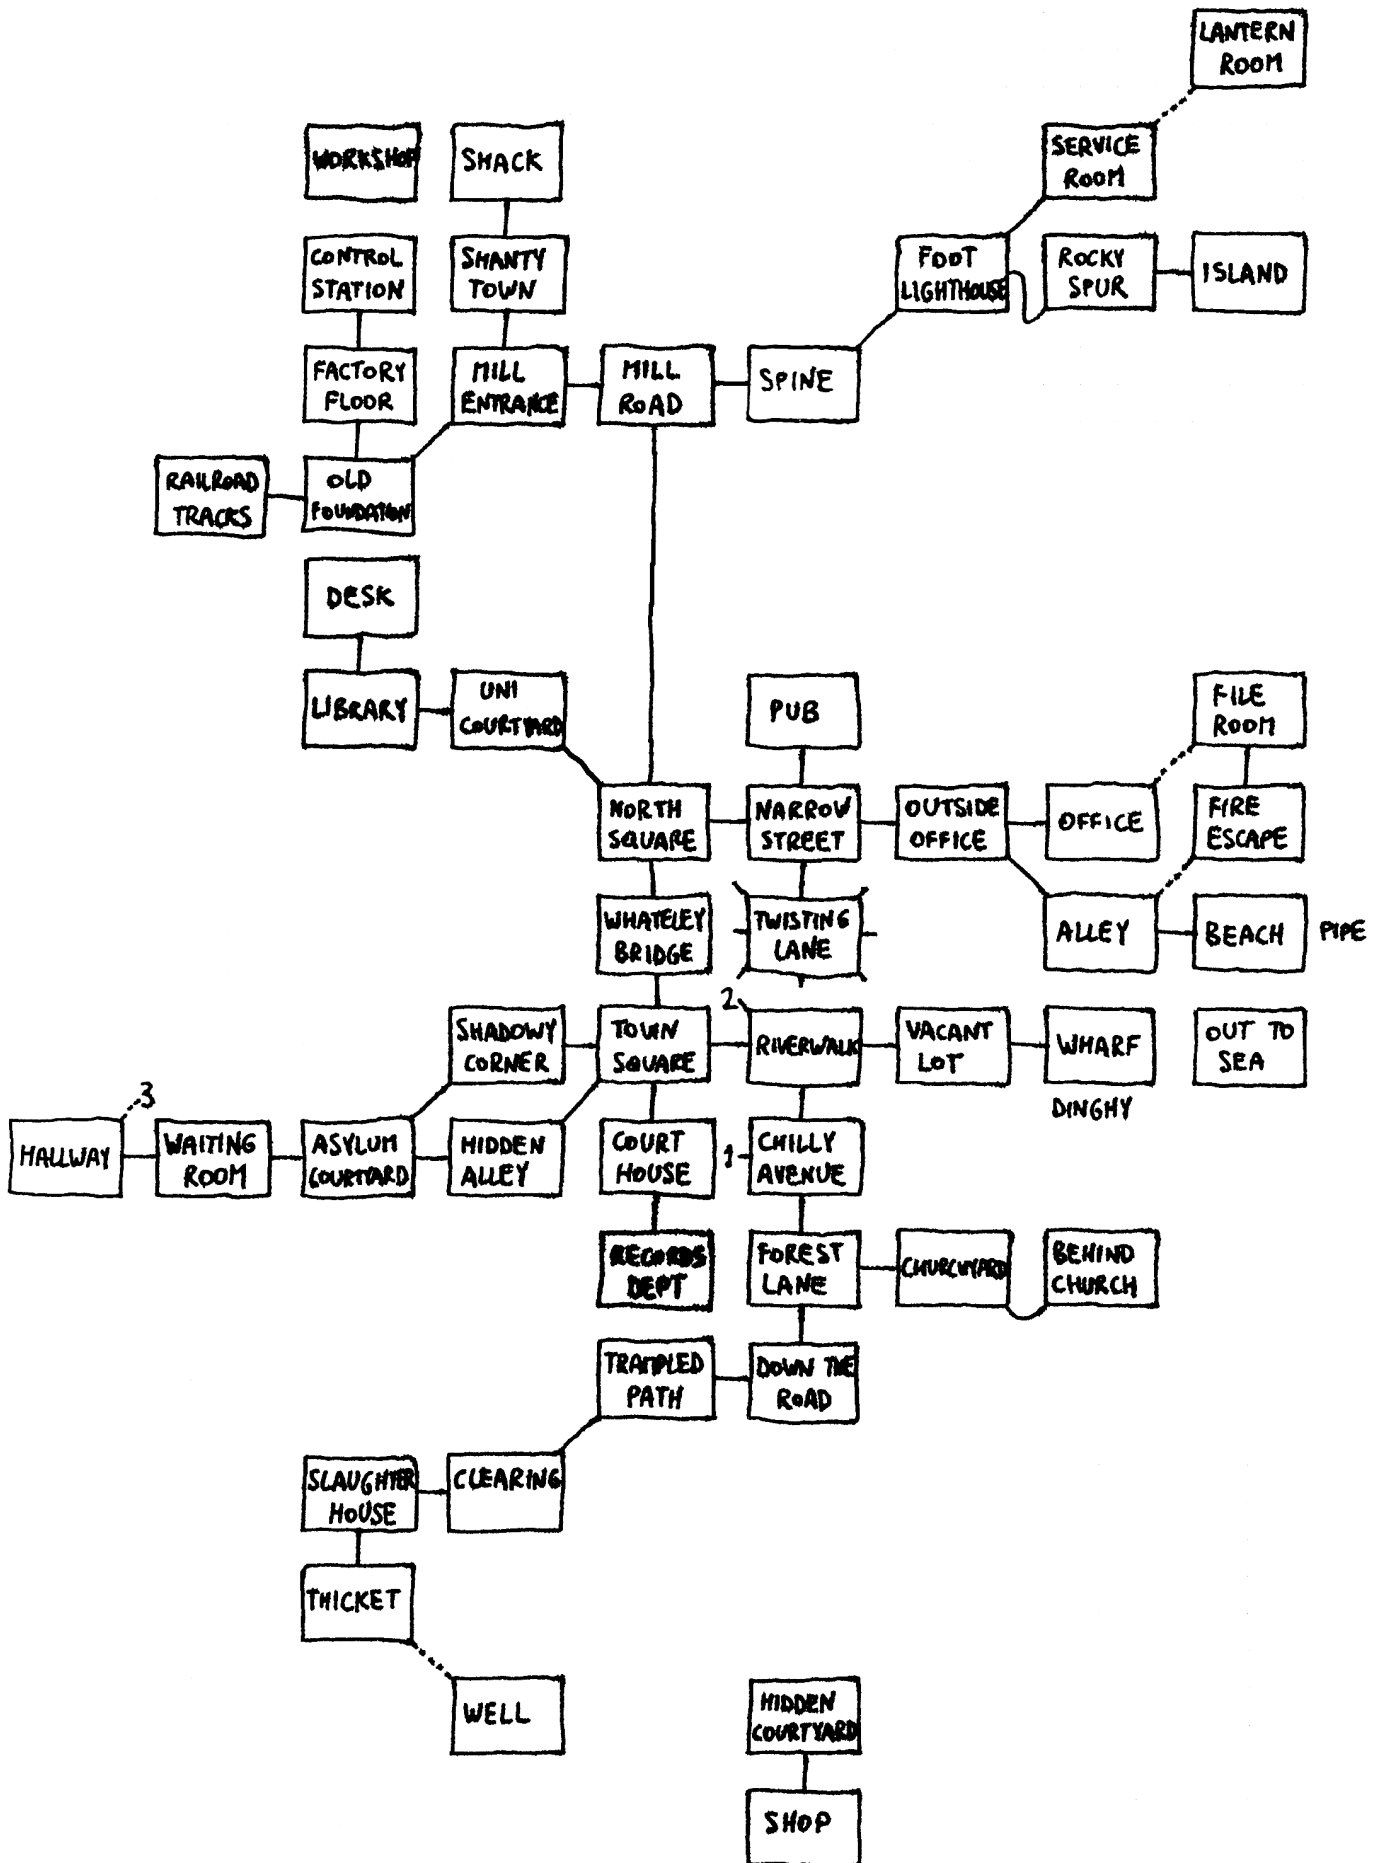 LANTERN
ROOM
WORKSHOP
SHACK
SERVICE
ROOM
CONTROL
STATION
SHANTY
TOWN
FOOT
LIGHTHOUSE
ROCKY
SPUR
ISLAND
FACTORY
FLOOR
MILL
ENTRANCE
MILL
ROAD
SPINE
RAILROAD
TRACKS
OLD
FOUNDATION
DESK
LIBRARY
UNI
COURTYARD
PUB
FILE
ROOM
NORTH
SQUARE
NARROW
STREET
OUTSIDE
OFFICE
OFFICE
FIRE
ESCAPE
WHATELEY
BRIDGE
TWISTING
LANE
ALLEY
BEACH
PIPE
2
SHADOWY
CORNER
TOWN
SQUARE
RIVERWALK
VACANT
LOT
WHARF
OUT TO
SEA
DINGHY
3
HALLWAY
WAITING
ROOM
ASYLUM
COURTYARD
HIDDEN
ALLEY
COURT
HOUSE
1
CHILLY
AVENUE
RECORDS
DEPT
FOREST
LANE
CHURCHYARD
BEHIND
CHURCH
TRAMPLED
PATH
DOWN THE
ROAD
SLAUGHTER
HOUSE
CLEARING
THICKET
WELL
HIDDEN
COURTYARD
SHOP